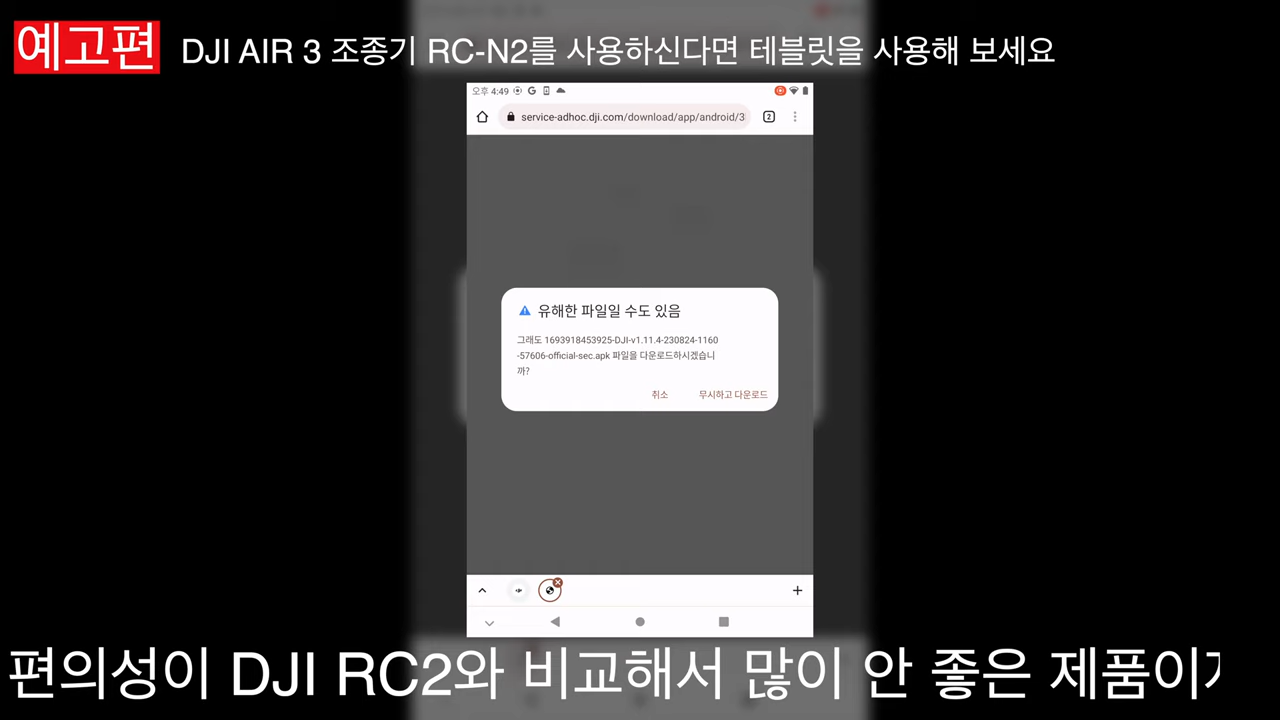 예고편 DJI AIR 3 조종기 RC-N2를 사용하신다면 테블릿을 사용해 보세요
오후 4:49
service-adhoc.dji.com/download/app/android/3
2
유해한 파일일 수도 있음
그래도 1693918453925-DJI-v1.11.4-230824-1160
-57606-official-sec.apk 파일을 다운로드하시겠습니
까?
취소 무시하고 다운로드
편의성이 DJI RC2와 비교해서 많이 안 좋은